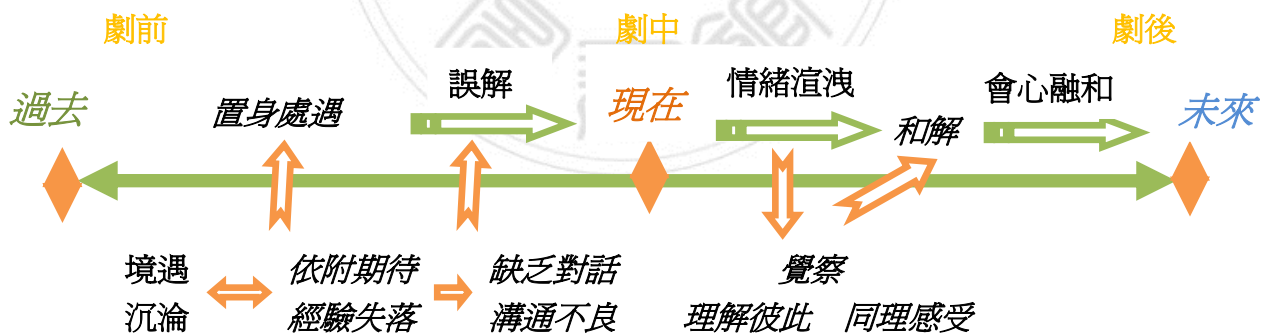 劇前
劇中
劇後
過去
置身處遇
誤解
現在
情緒渲洩
和解
會心融和
未來
境遇
沉淪
依附期待
經驗失落
缺乏對話
溝通不良
覺察
理解彼此 同理感受